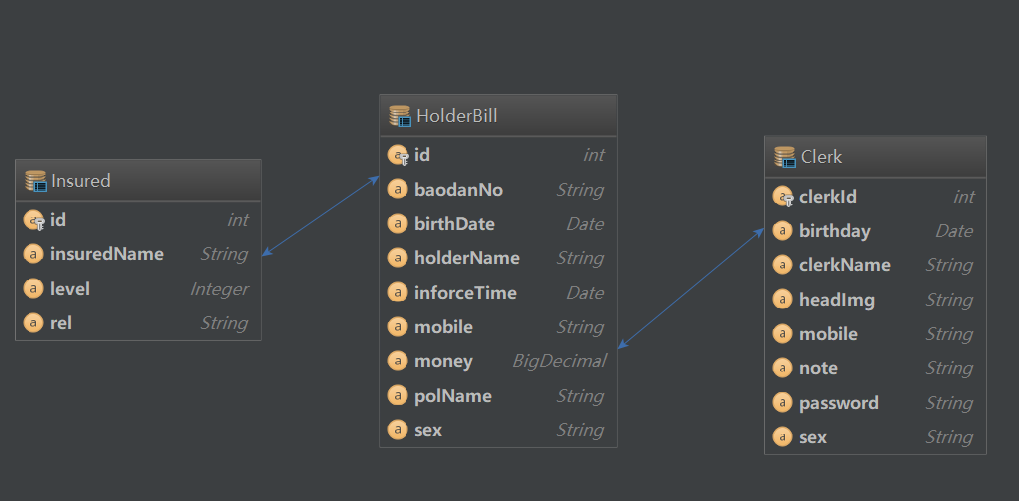 Insured
id int
insuredName String
level Integer
rel String
HolderBill
id int
baodanNo String
birthDate Date
holderName String
inforceTime Date
mobile String
money BigDecimal
polName String
sex String
Clerk
clerkId int
birthday Date
clerkName String
headImg String
mobile String
note String
password String
sex String